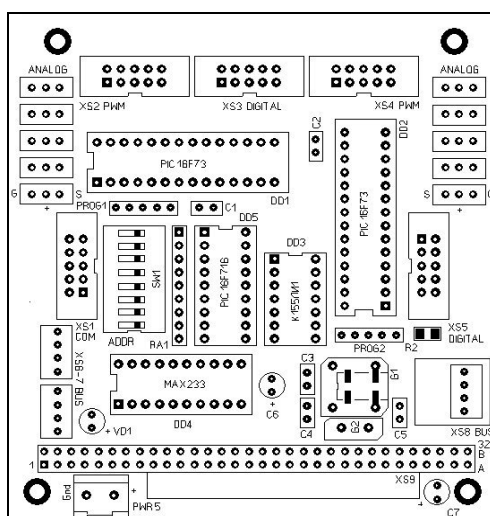 ANALOG
ANALOG
XS2 PWM
XS3 DIGITAL
XS4 PWM
C2
DD2
PIC 16F73
PIC 16F73
DD1
G S
+
S
+
PROG1
C1
DD5
SW1
PIC 16F716
DD3
К155ЛИ1
XS1
COM
ADDR
RA1
PROG2
R2
XS5
DIGITAL
XS6-7 BUS
MAX233
DD4
C3
G1
C6
+
C4
G2
C5
XS8 BUS
+ VD1
32
B
1
A
XS9
Gnd
+
PWR5
+
C7